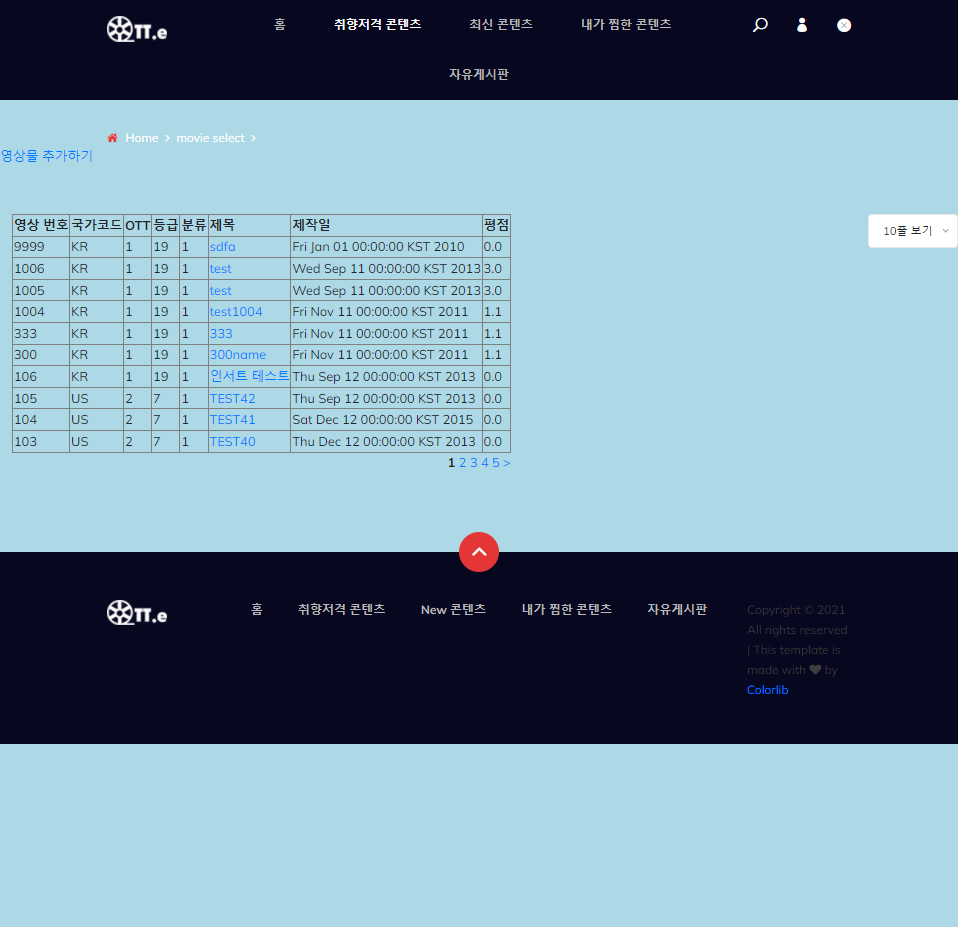 TT.e
홈 취향저격 콘텐츠 최신 콘텐츠 내가 찜한 콘텐츠
자유게시판
Home movie select
영상물 추가하기
영상 번호 국가코드 OTT 등급 분류 제목 제작일 평점
10줄 보기
9999 KR 1 19 1 sdfa Fri Jan 01 00:00:00 KST 2010 0.0
1006 KR 1 19 1 test Wed Sep 11 00:00:00 KST 2013 3.0
1005 KR 1 19 1 test Wed Sep 11 00:00:00 KST 2013 3.0
1004 KR 1 19 1 test1004 Fri Nov 11 00:00:00 KST 2011 1.1
333 KR 1 19 1 333 Fri Nov 11 00:00:00 KST 2011 1.1
300 KR 1 19 1 300name Fri Nov 11 00:00:00 KST 2011 1.1
106 KR 1 19 1 인서트 테스트 Thu Sep 12 00:00:00 KST 2013 0.0
105 US 2 7 1 TEST42 Thu Sep 12 00:00:00 KST 2013 0.0
104 US 2 7 1 TEST41 Sat Dec 12 00:00:00 KST 2015 0.0
103 US 2 7 1 TEST40 Thu Dec 12 00:00:00 KST 2013 0.0
1 2 3 4 5 >
TT.e
홈 취향저격 콘텐츠 New 콘텐츠 내가 찜한 콘텐츠 자유게시판
Copyright © 2021
All rights reserved
| This template is
made with ♥ by
Colorlib